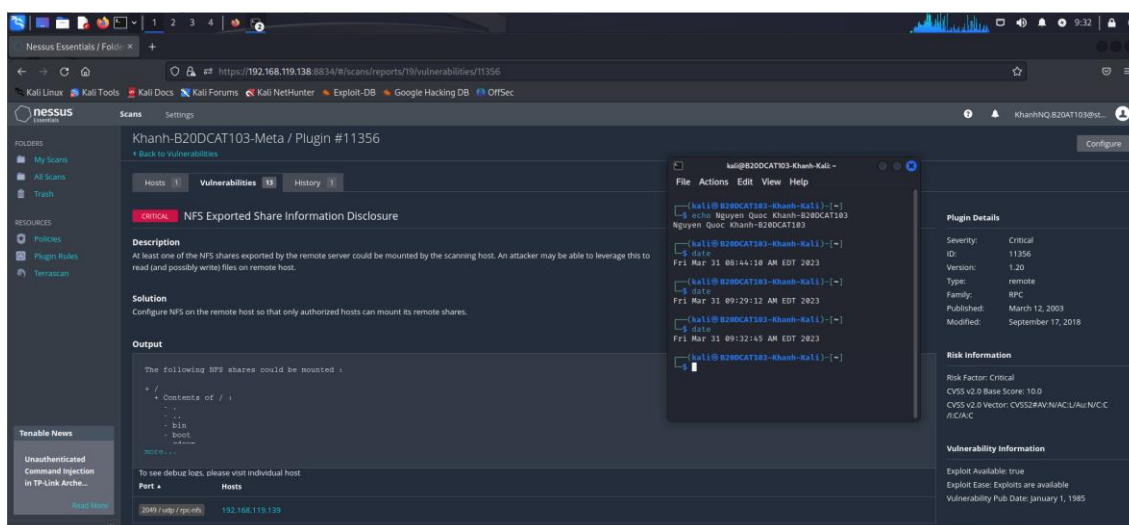 1 2 3 4
9:32
Nessus Essentials / Folde
https://192.168.119.138:8834/#/scans/reports/19/vulnerabilities/11356
Kali Linux Kali Tools Kali Docs Kali Forums Kali NetHunter Exploit-DB Google Hacking DB OffSec
nessus Essentials Scans Settings KhanhNQ.B20AT103@st...
FOLDERS
My Scans
All Scans
Trash
RESOURCES
Policies
Plugin Rules
Terrascan
Tenable News
Unauthenticated
Command Injection
in TP-Link Arche...
Read More
Khanh-B20DCAT103-Meta / Plugin #11356
Configure
Back to Vulnerabilities
Hosts 1 Vulnerabilities 13 History 1
CRITICAL NFS Exported Share Information Disclosure
Description
At least one of the NFS shares exported by the remote server could be mounted by the scanning host. An attacker may be able to leverage this to
read (and possibly write) files on remote host.
Solution
Configure NFS on the remote host so that only authorized hosts can mount its remote shares.
Output
The following NFS shares could be mounted :
+ /
+ Contents of / :
- .
- ..
- bin
- boot
more...
To see debug logs, please visit individual host
Port Hosts
2049 / udp / rpc-nfs 192.168.119.139
kali@B20DCAT103-Khanh-Kali: ~
File Actions Edit View Help
(kali@B20DCAT103-Khanh-Kali)-[~]
$ echo Nguyen Quoc Khanh-B20DCAT103
Nguyen Quoc Khanh-B20DCAT103
(kali@B20DCAT103-Khanh-Kali)-[~]
$ date
Fri Mar 31 08:44:10 AM EDT 2023
(kali@B20DCAT103-Khanh-Kali)-[~]
$ date
Fri Mar 31 09:29:12 AM EDT 2023
(kali@B20DCAT103-Khanh-Kali)-[~]
$ date
Fri Mar 31 09:32:45 AM EDT 2023
(kali@B20DCAT103-Khanh-Kali)-[~]
$
Plugin Details
Severity: Critical
ID: 11356
Version: 1.20
Type: remote
Family: RPC
Published: March 12, 2003
Modified: September 17, 2018
Risk Information
Risk Factor: Critical
CVSS v2.0 Base Score: 10.0
CVSS v2.0 Vector: CVSS2#AV:N/AC:L/Au:N/C:C
/I:C/A:C
Vulnerability Information
Exploit Available: true
Exploit Ease: Exploits are available
Vulnerability Pub Date: January 1, 1985